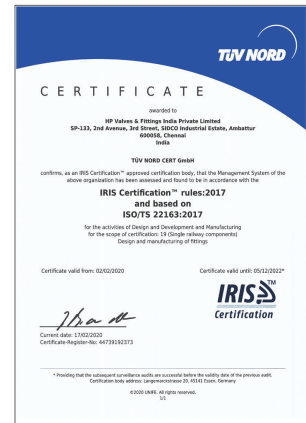 TÜV NORD
CERTIFICATE
awarded to
HP Valves & Fittings India Private Limited
SP-133, 2nd Avenue, 3rd Street, SIDCO Industrial Estate, Ambattur
600058, Chennai
India
TÜV NORD CERT GmbH
confirms, as an IRIS Certification™ approved certification body, that the Management System of the
above organization has been assessed and found to be in accordance with the
IRIS Certification™ rules:2017
and based on
ISO/TS 22163:2017
for the activities of Design and Development and Manufacturing
for the scope of certification: 19 (Single railway components)
Design and manufacturing of fittings
Certificate valid from: 02/02/2020
Certificate valid until: 05/12/2022*
IRIS™
Certification
Current date: 17/02/2020
Certificate-Register-No: 44739192373
* Providing that the subsequent surveillance audits are successful before the validity date of the previous audit.
Certification body address: Langemarckstrasse 20, 45141 Essen, Germany
©2020 UNIFE. All rights reserved.
1/1